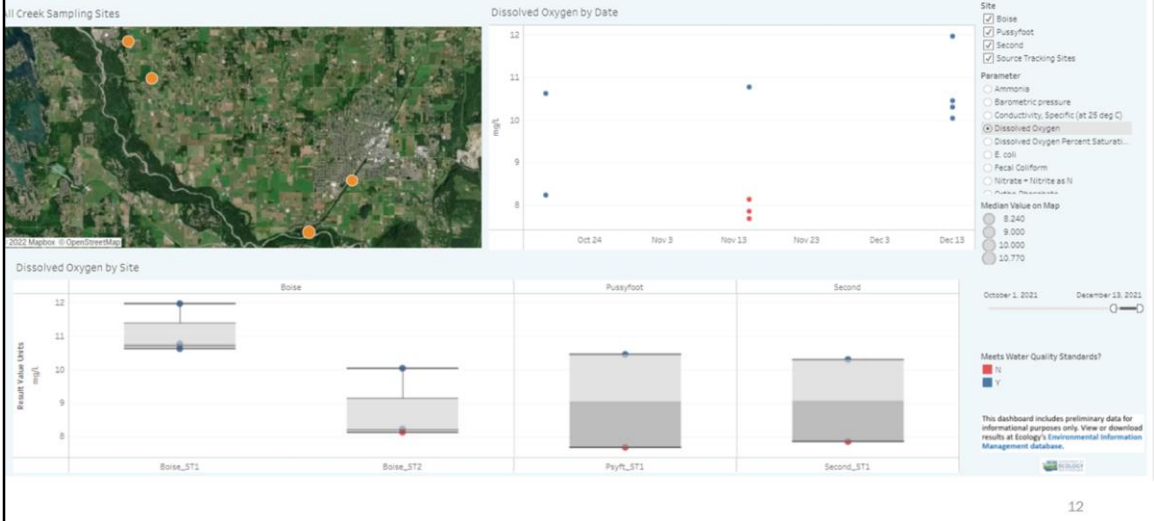 All Creek Sampling Sites
2022 Mapbox © OpenStreetMap
Dissolved Oxygen by Date
mg/L
12
11
10
9
8
Oct 24
Nov 3
Nov 13
Nov 23
Dec 3
Dec 13
Site
Boise
Pussyfoot
Second
Source Tracking Sites
Parameter
Ammonia
Barometric pressure
Conductivity, Specific (at 25 deg C)
Dissolved Oxygen
Dissolved Oxygen Percent Saturati...
E. coli
Fecal Coliform
Nitrate + Nitrite as N
Ortho-Phosphate
Median Value on Map
8.240
9.000
10.000
10.770
October 1, 2021 December 13, 2021
Meets Water Quality Standards?
N
Y
This dashboard includes preliminary data for
informational purposes only. View or download
results at Ecology's Environmental Information
Management database.
ECOLOGY
Dissolved Oxygen by Site
Boise
Pussyfoot
Second
Result Value Units
mg/L
12
11
10
9
8
Boise_ST1
Boise_ST2
Psyft_ST1
Second_ST1
12